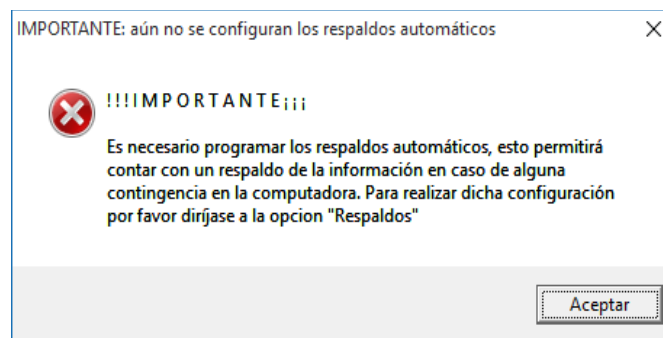 IMPORTANTE: aún no se configuran los respaldos automáticos
!!!I M P O R T A N T E¡¡¡
Es necesario programar los respaldos automáticos, esto permitirá
contar con un respaldo de la información en caso de alguna
contingencia en la computadora. Para realizar dicha configuración
por favor diríjase a la opcion "Respaldos"
Aceptar